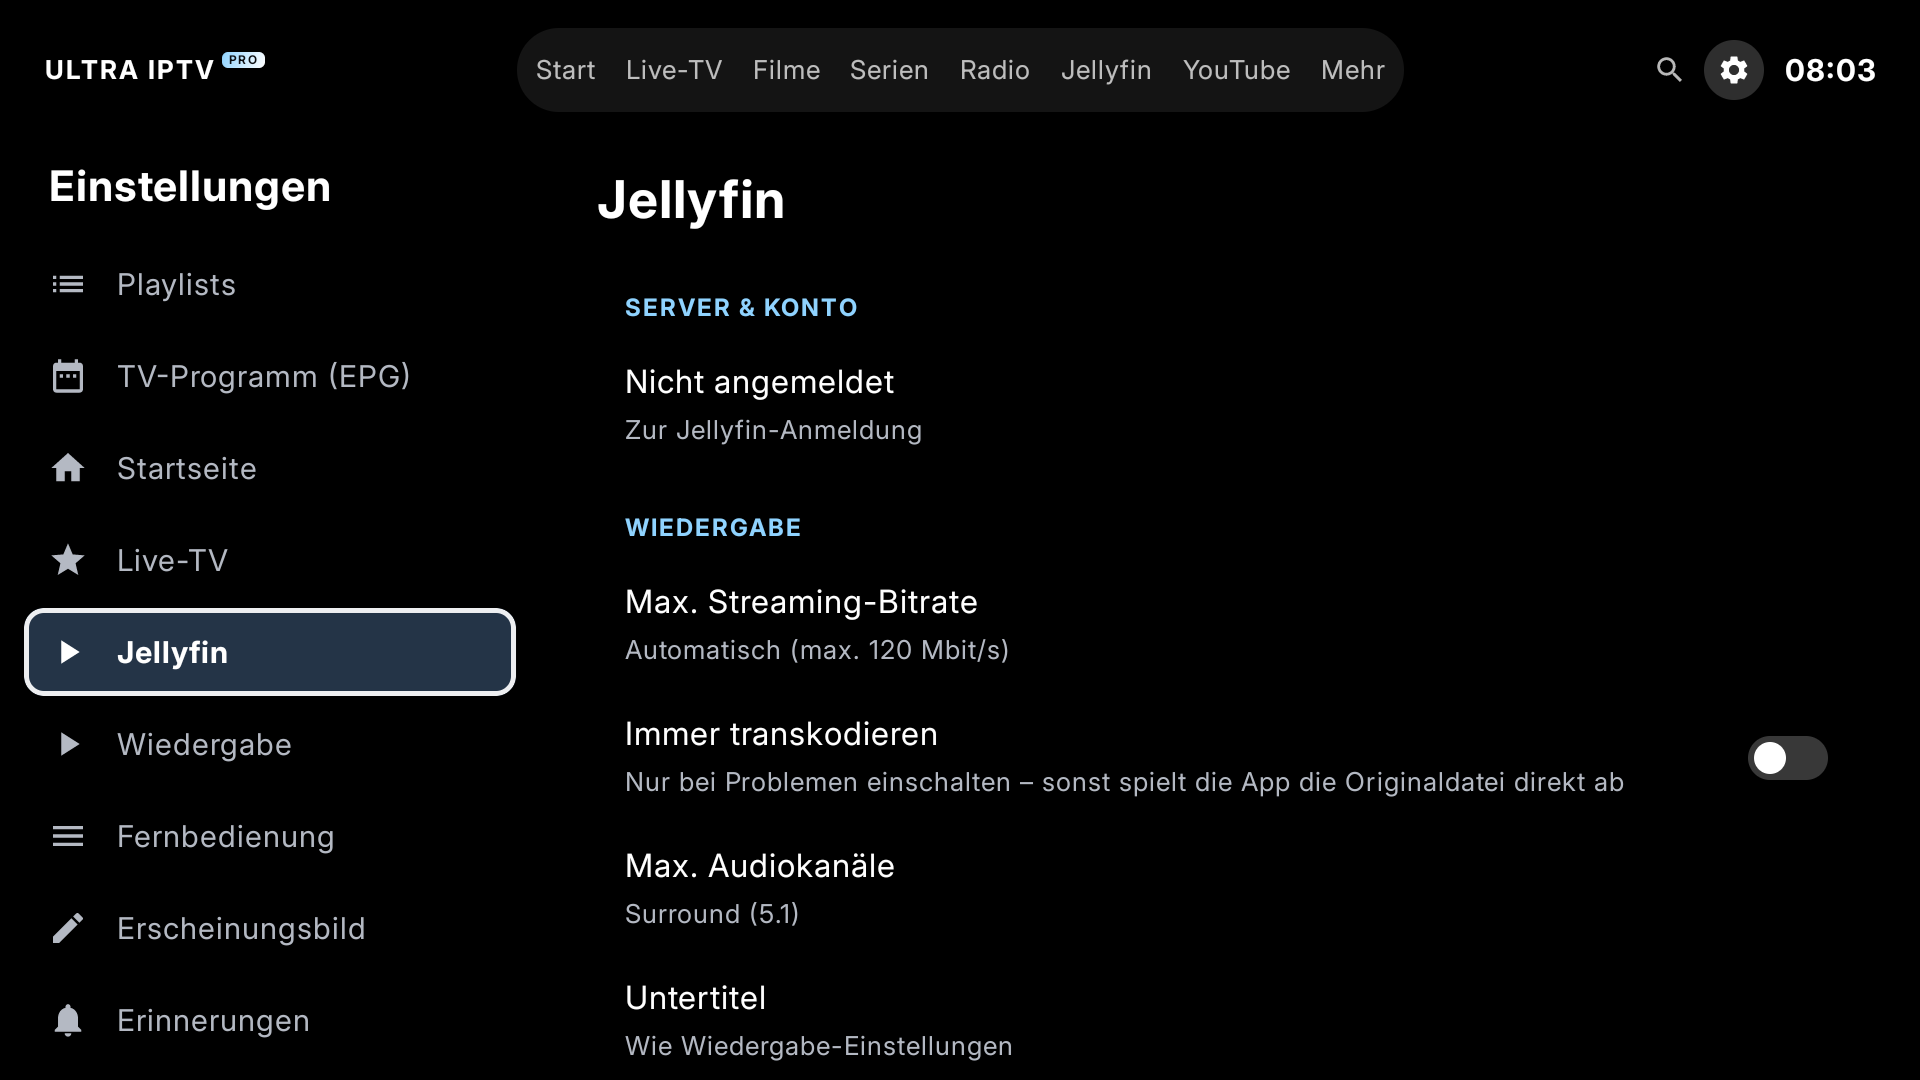 ULTRA IPTV PRO
Start Live-TV Filme Serien Radio Jellyfin YouTube Mehr
08:03
Einstellungen
Playlists
TV-Programm (EPG)
Startseite
Live-TV
Jellyfin
Wiedergabe
Fernbedienung
Erscheinungsbild
Erinnerungen
Jellyfin
SERVER & KONTO
Nicht angemeldet
Zur Jellyfin-Anmeldung
WIEDERGABE
Max. Streaming-Bitrate
Automatisch (max. 120 Mbit/s)
Immer transkodieren
Nur bei Problemen einschalten – sonst spielt die App die Originaldatei direkt ab
Max. Audiokanäle
Surround (5.1)
Untertitel
Wie Wiedergabe-Einstellungen